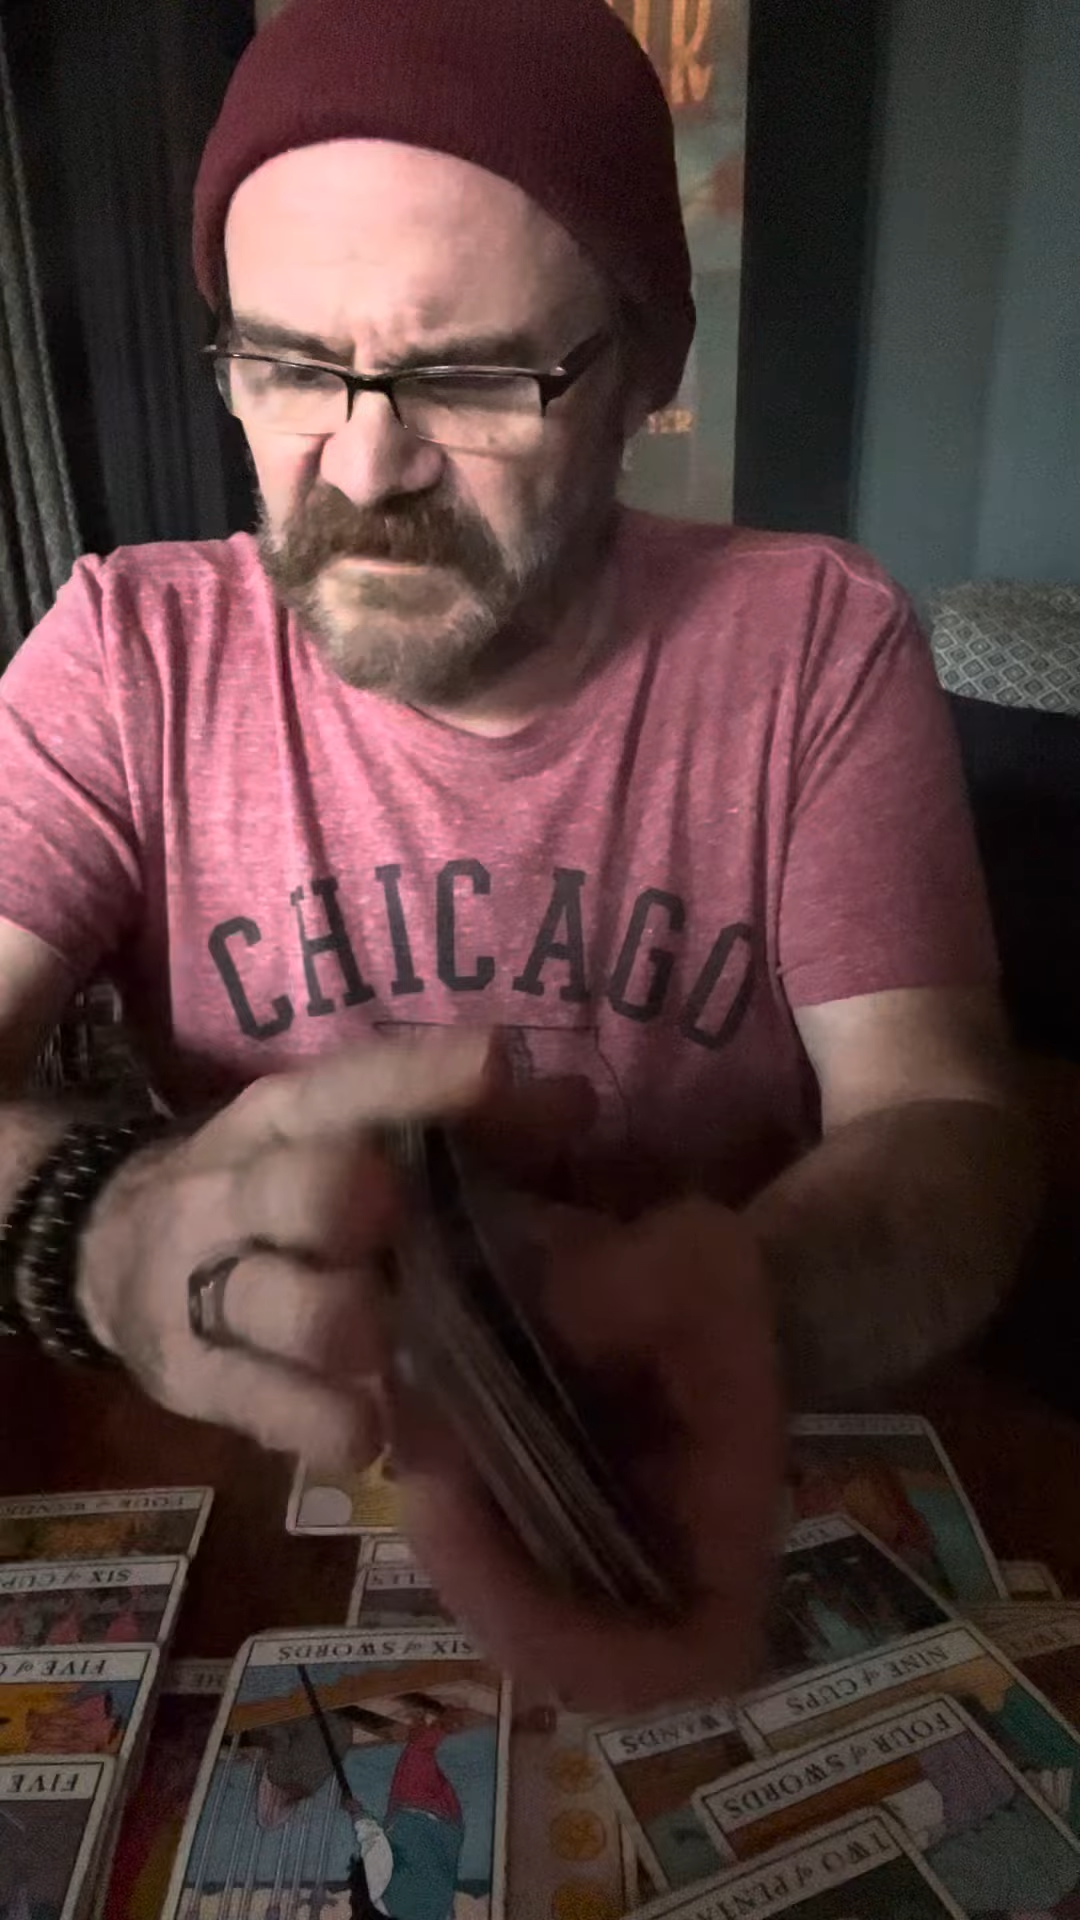 CHICAGO
FOUR of WANDS
SIX of CUPS
FIVE of
FIVE
SIX of SWORDS
THE
WANDS
NINE of CUPS
FOUR of SWORDS
TWO of PENTA